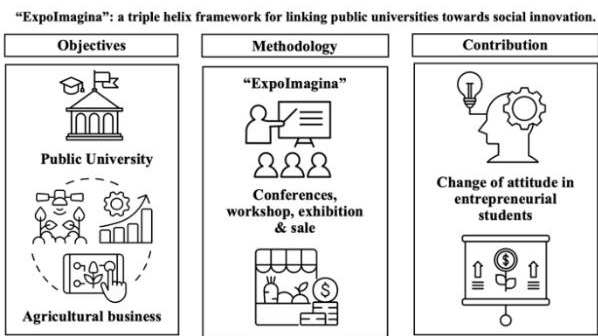 “ExpoImagina”: a triple helix framework for linking public universities towards social innovation.
Objectives
Methodology
Contribution
Public University
Agricultural business
“ExpoImagina”
Conferences,
workshop, exhibition
& sale
$
Change of attitude in
entrepreneurial
students
$